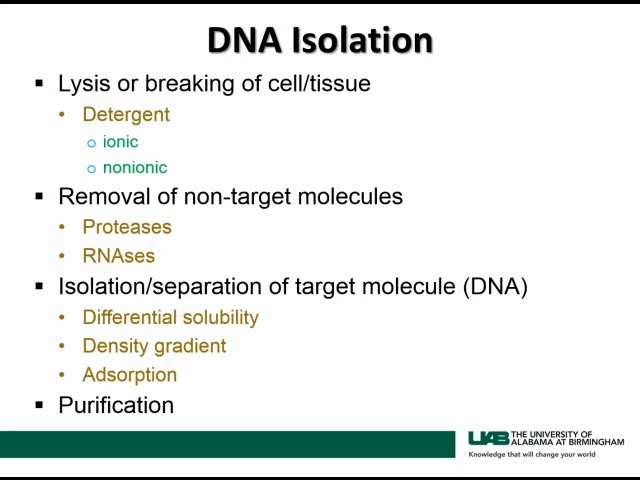 DNA Isolation
▪ Lysis or breaking of cell/tissue
• Detergent
o ionic
o nonionic
▪ Removal of non-target molecules
• Proteases
• RNAses
▪ Isolation/separation of target molecule (DNA)
• Differential solubility
• Density gradient
• Adsorption
▪ Purification
UAB THE UNIVERSITY OF
ALABAMA AT BIRMINGHAM
Knowledge that will change your world